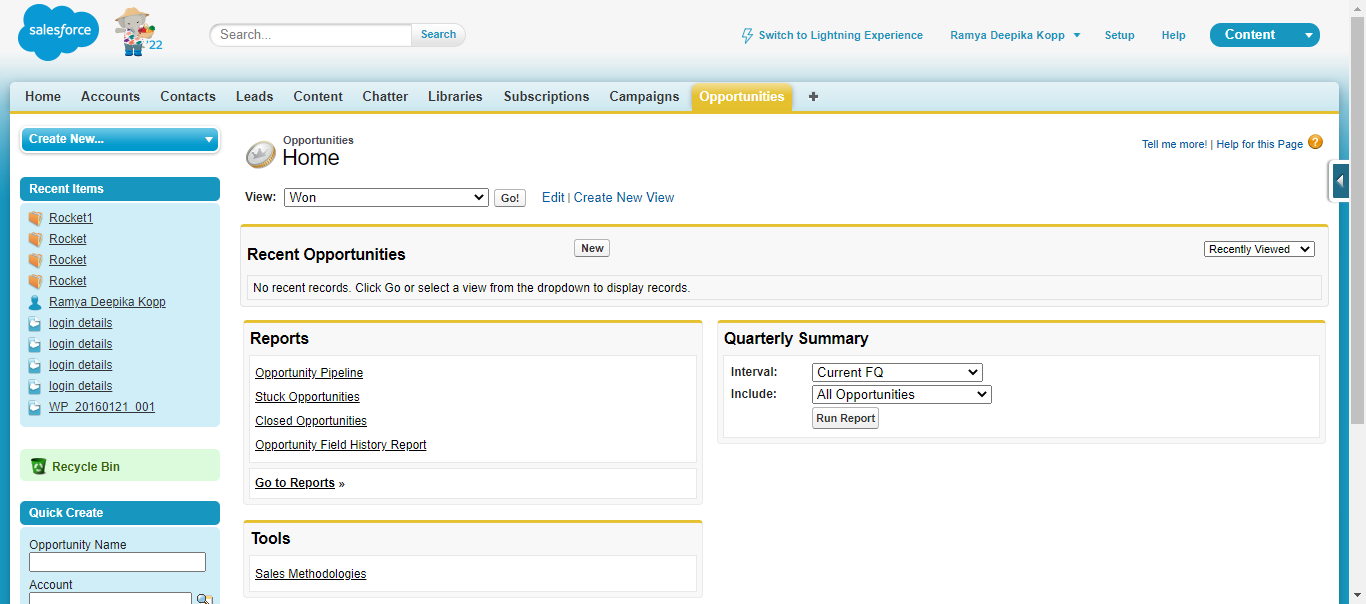 salesforce
'22
Search...
Search
Switch to Lightning Experience
Ramya Deepika Kopp
Setup
Help
Content
Home Accounts Contacts Leads Content Chatter Libraries Subscriptions Campaigns Opportunities +
Create New...
Recent Items
Rocket1
Rocket
Rocket
Rocket
Ramya Deepika Kopp
login details
login details
login details
login details
WP_20160121_001
Recycle Bin
Quick Create
Opportunity Name
Account
Opportunities
Home
Tell me more! | Help for this Page ?
View: Won Go! Edit | Create New View
Recent Opportunities New Recently Viewed
No recent records. Click Go or select a view from the dropdown to display records.
Reports
Opportunity Pipeline
Stuck Opportunities
Closed Opportunities
Opportunity Field History Report
Go to Reports »
Quarterly Summary
Interval: Current FQ
Include: All Opportunities
Run Report
Tools
Sales Methodologies